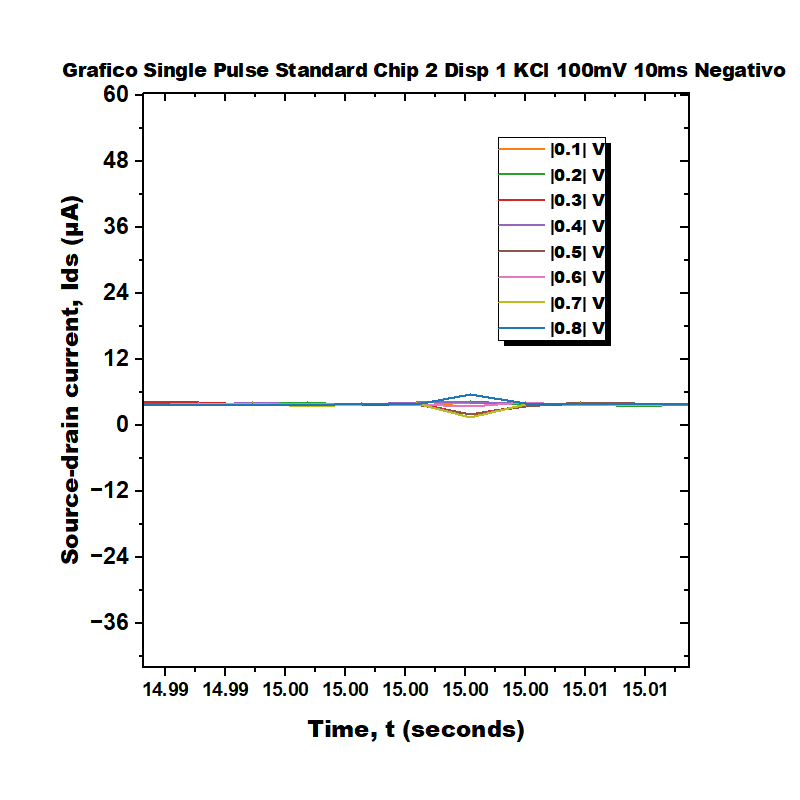 Grafico Single Pulse Standard Chip 2 Disp 1 KCl 100mV 10ms Negativo
60
48
36
24
12
0
−12
−24
−36
Source-drain current, Ids (µA)
|0.1| V
|0.2| V
|0.3| V
|0.4| V
|0.5| V
|0.6| V
|0.7| V
|0.8| V
14.99 14.99 15.00 15.00 15.00 15.00 15.00 15.01 15.01
Time, t (seconds)